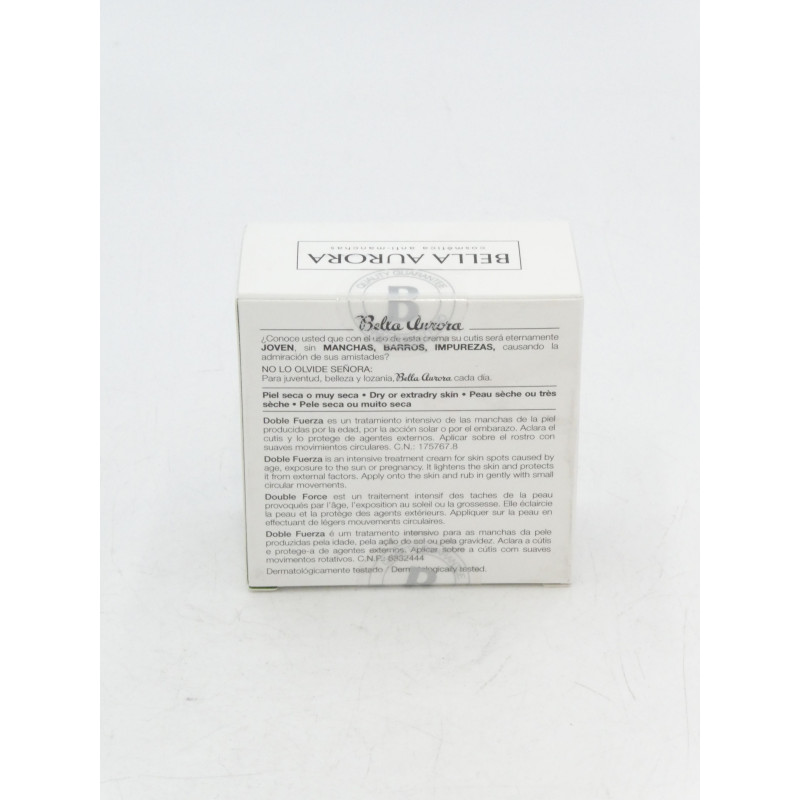 BELLA AURORA
cosmética anti-manchas
QUALITY GUARANTEE
B
Bella Aurora
¿Conoce usted que con el uso de esta crema su cutis será eternamente
JOVEN, sin MANCHAS, BARROS, IMPUREZAS, causando la
admiración de sus amistades?
NO LO OLVIDE SEÑORA:
Para juventud, belleza y lozanía, Bella Aurora cada día.
Piel seca o muy seca • Dry or extradry skin • Peau sèche ou très
sèche • Pele seca ou muito seca
Doble Fuerza es un tratamiento intensivo de las manchas de la piel
producidas por la edad, por la acción solar o por el embarazo. Aclara el
cutis y lo protege de agentes externos. Aplicar sobre el rostro con
suaves movimientos circulares. C.N.: 175767.8
Doble Fuerza is an intensive treatment cream for skin spots caused by
age, exposure to the sun or pregnancy. It lightens the skin and protects
it from external factors. Apply onto the skin and rub in gently with small
circular movements.
Double Force est un traitement intensif des taches de la peau
provoqués par l'âge, l'exposition au soleil ou la grossesse. Elle éclaircie
la peau et la protège des agents extérieurs. Appliquer sur la peau en
effectuant de légers mouvements circulaires.
Doble Fuerza é um tratamento intensivo para as manchas da pele
produzidas pela idade, pela ação do sol ou pela gravidez. Aclara a cútis
e protege-a de agentes externos. Aplicar sobre a cútis com suaves
movimentos rotativos. C.N.P. 6832444
Dermatológicamente testado / Dermatologically tested.
B